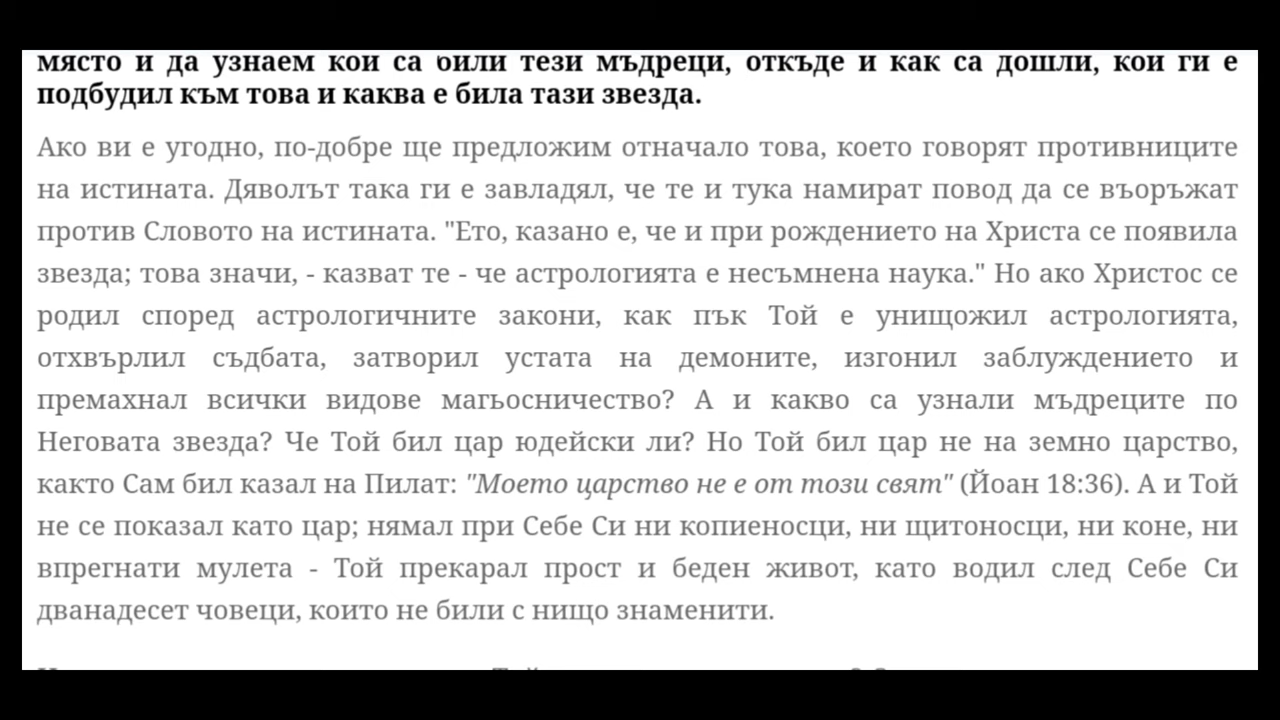 място и да узнаем кои са били тези мъдреци, откъде и как са дошли, кой ги е
подбудил към това и каква е била тази звезда.
Ако ви е угодно, по-добре ще предложим отначало това, което говорят противниците
на истината. Дяволът така ги е завладял, че те и тука намират повод да се въоръжат
против Словото на истината. "Ето, казано е, че и при рождението на Христа се появила
звезда; това значи, - казват те - че астрологията е несъмнена наука." Но ако Христос се
родил според астрологичните закони, как пък Той е унищожил астрологията,
отхвърлил съдбата, затворил устата на демоните, изгонил заблуждението и
премахнал всички видове магьосничество? А и какво са узнали мъдреците по
Неговата звезда? Че Той бил цар юдейски ли? Но Той бил цар не на земно царство,
както Сам бил казал на Пилат: "Моето царство не е от този свят" (Йоан 18:36). А и Той
не се показал като цар; нямал при Себе Си ни копиеносци, ни щитоносци, ни коне, ни
впрегнати мулета - Той прекарал прост и беден живот, като водил след Себе Си
дванадесет човеци, които не били с нищо знаменити.